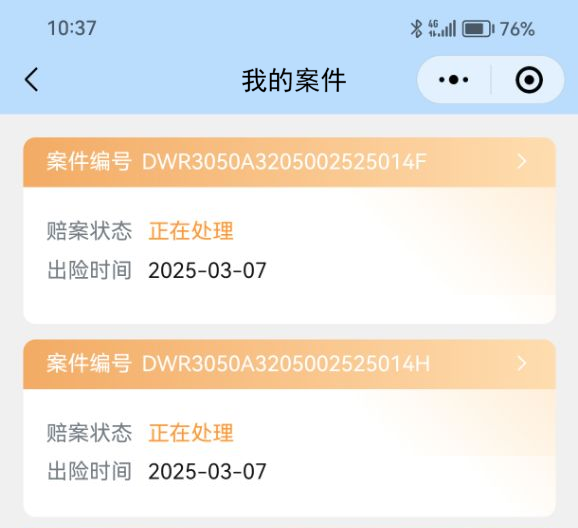 10:37
4G 76%
我的案件
案件编号 DWR3050A3205002525014F
赔案状态 正在处理
出险时间 2025-03-07
案件编号 DWR3050A3205002525014H
赔案状态 正在处理
出险时间 2025-03-07